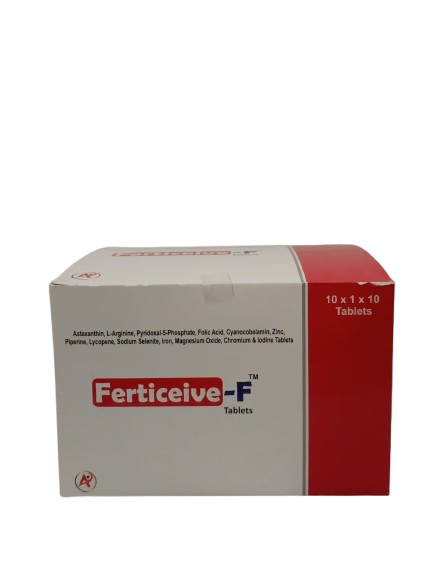 Ferticeive-F
10 x 1 x 10
Tablets
Astaxanthin, L-Arginine, Pyridoxal-5-Phosphate, Folic Acid, Cyanocobalamin, Zinc,
Piperine, Lycopene, Sodium Selenite, Iron, Magnesium Oxide, Chromium & Iodine Tablets
Ferticeive-F™
Tablets